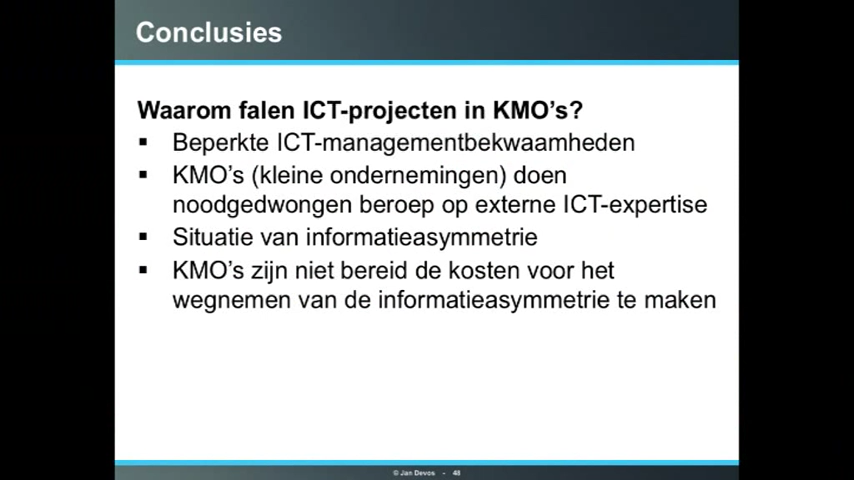 Conclusies
Waarom falen ICT-projecten in KMO's?
▪ Beperkte ICT-managementbekwaamheden
▪ KMO's (kleine ondernemingen) doen
noodgedwongen beroep op externe ICT-expertise
▪ Situatie van informatieasymmetrie
▪ KMO's zijn niet bereid de kosten voor het
wegnemen van de informatieasymmetrie te maken
© Jan Devos - 48